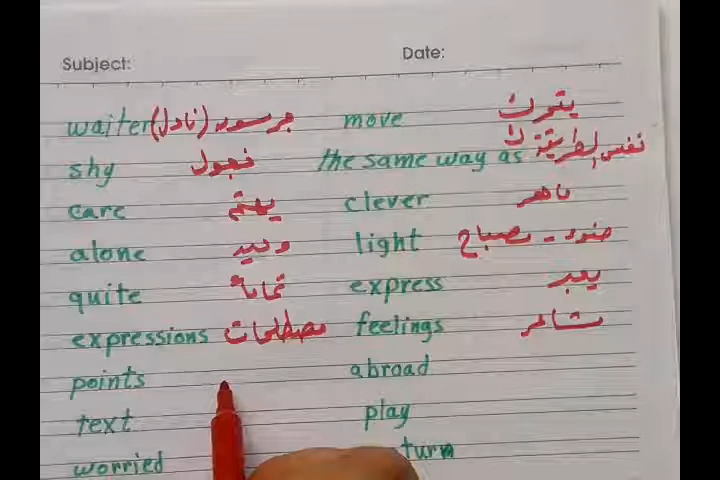 Subject: Date:
waiter (نادل) جرسون move يتحرك
shy خجول the same way as نفس الطريقة ك
care يهتم clever ماهر
alone وحيد light ضوء - مصباح
quite تماما express يعبر
expressions مصطلحات feelings مشاعر
points abroad
text play
worried turn